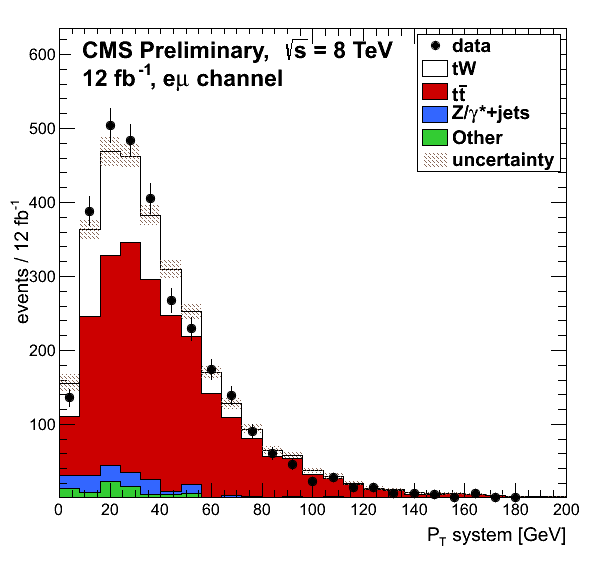 CMS Preliminary, √s = 8 TeV
12 fb⁻¹, eμ channel
data
tW
tt̄
Z/γ*+jets
Other
uncertainty
events / 12 fb⁻¹
600
500
400
300
200
100
0 20 40 60 80 100 120 140 160 180 200
P_T system [GeV]